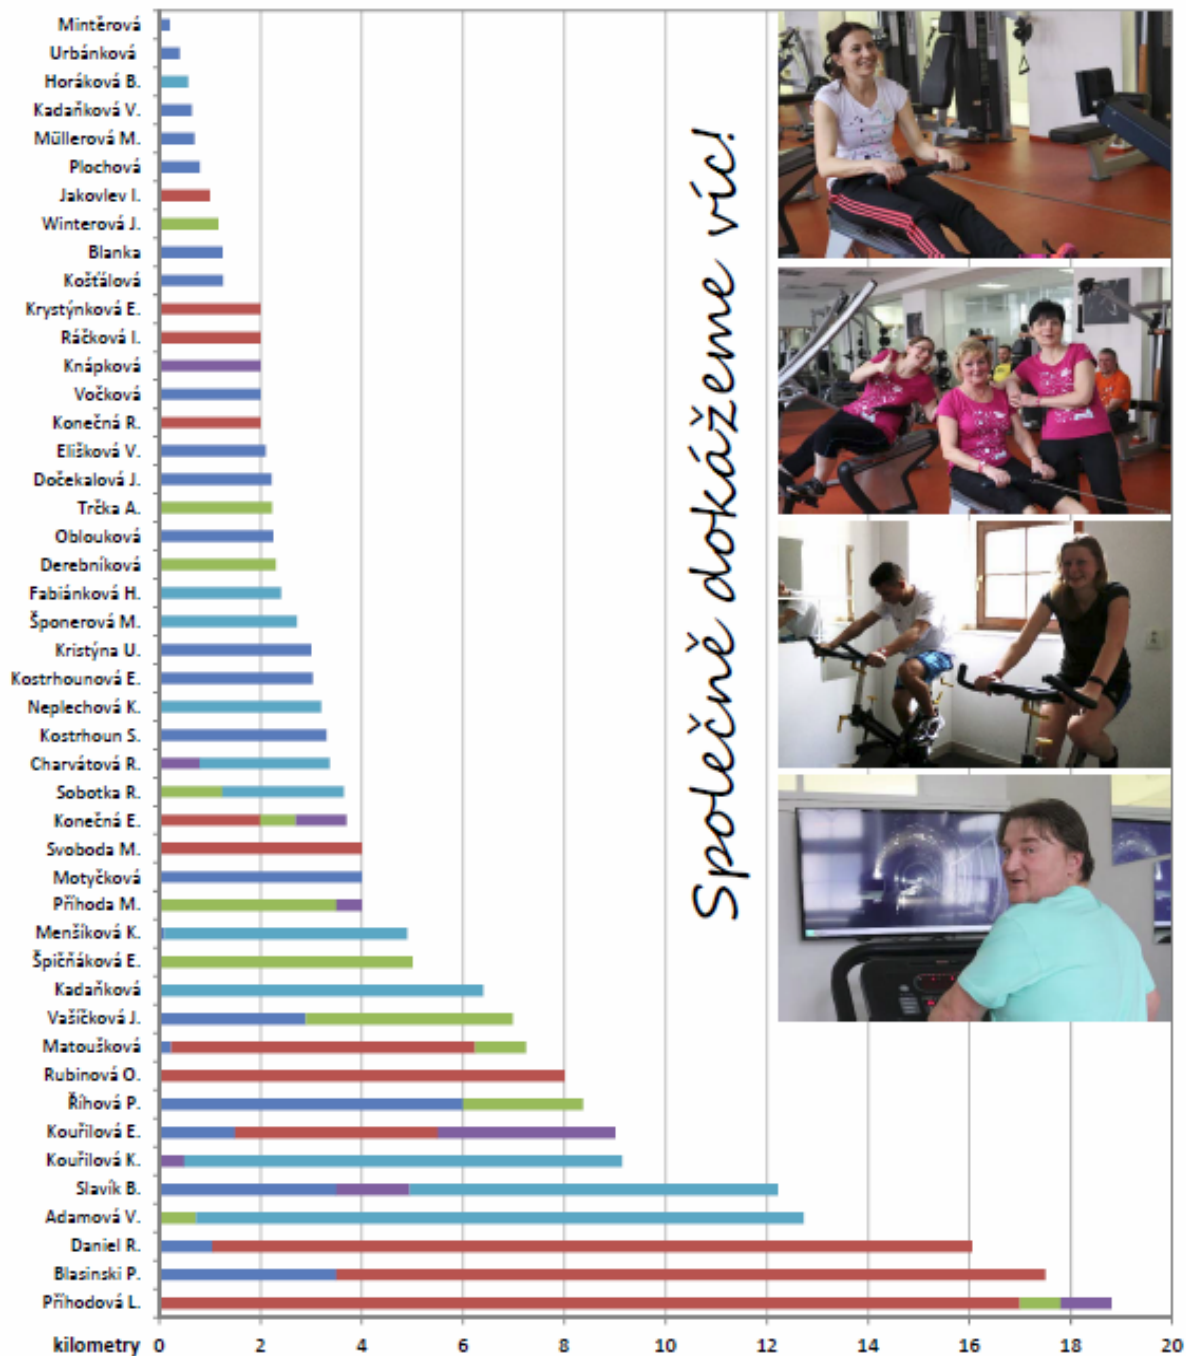 Mintěrová
Urbánková
Horáková B.
Kadaňková V.
Müllerová M.
Plochová
Jakovlev I.
Winterová J.
Blanka
Košťálová
Krystýnková E.
Ráčková I.
Knápková
Vočková
Konečná R.
Elišková V.
Dočekalová J.
Trčka A.
Oblouková
Derebníková
Fabiánková H.
Šponerová M.
Kristýna U.
Kostrhounová E.
Neplechová K.
Kostrhoun S.
Charvátová R.
Sobotka R.
Konečná E.
Svoboda M.
Motyčková
Příhoda M.
Menšíková K.
Špičňáková E.
Kadaňková
Vašíčková J.
Matoušková
Rubinová O.
Říhová P.
Kouřilová E.
Kouřilová K.
Slavík B.
Adamová V.
Daniel R.
Blasinski P.
Příhodová L.
kilometry 0 2 4 6 8 10 12 14 16 18 20
Společně dokážeme víc!